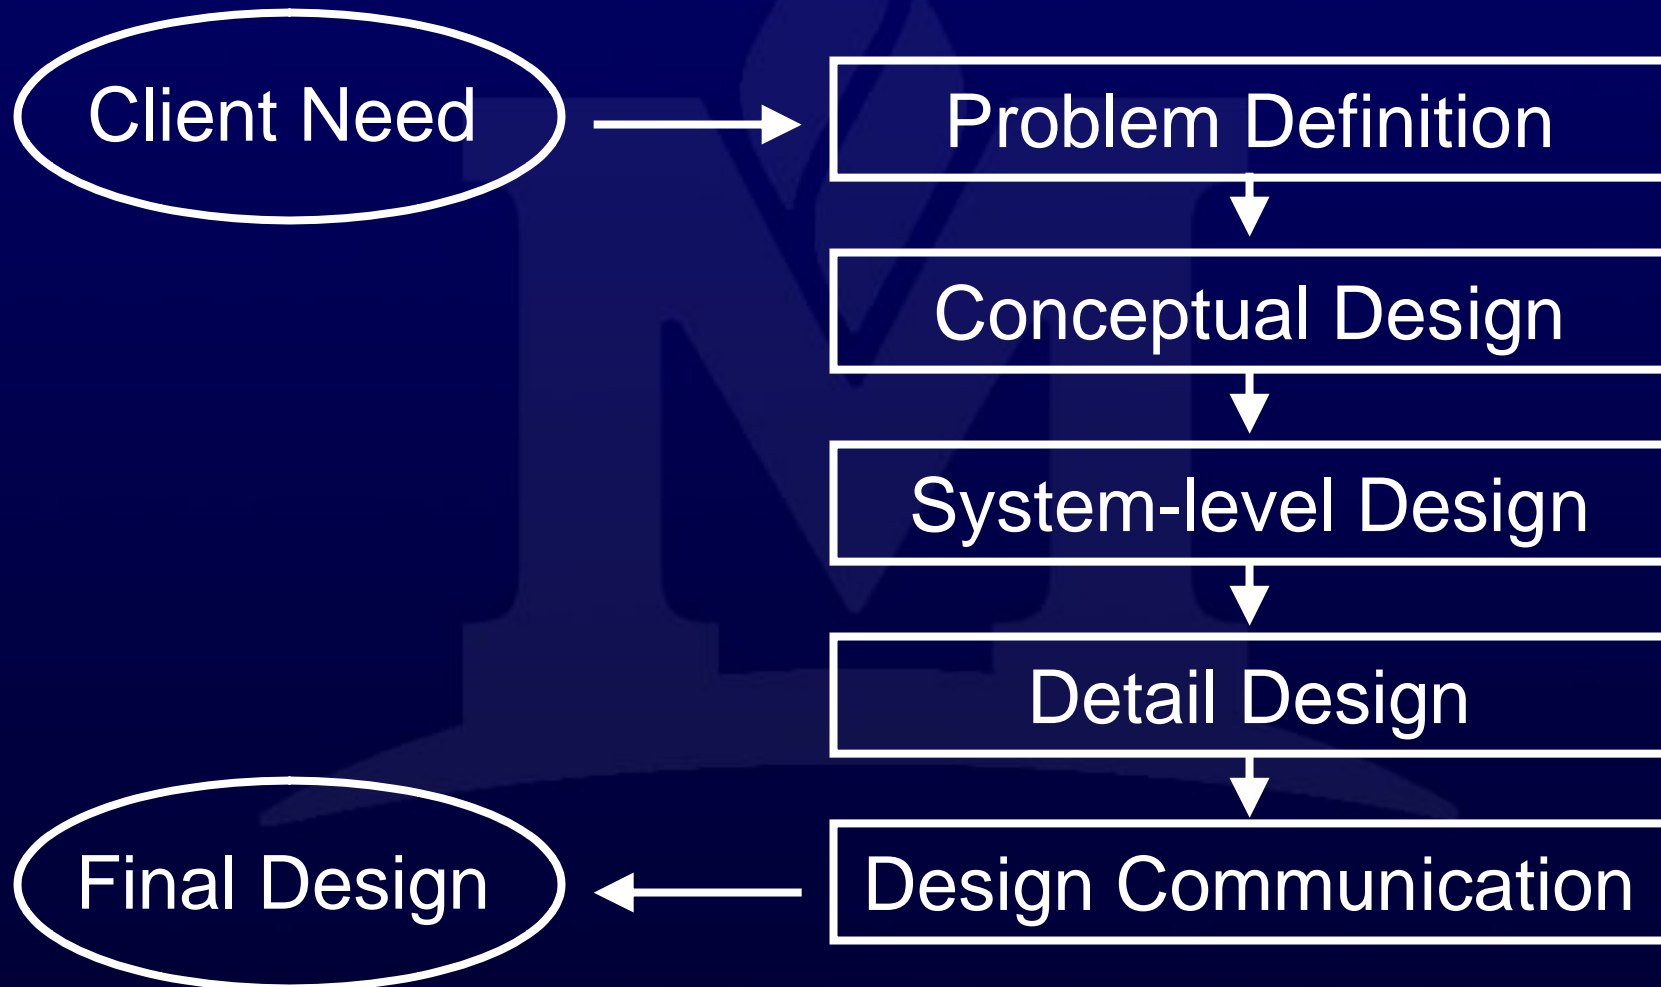 Client Need
Problem Definition
Conceptual Design
System-level Design
Detail Design
Design Communication
Final Design